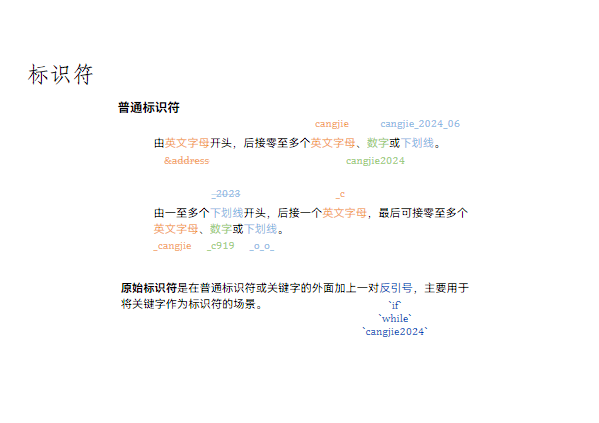 标识符
普通标识符
cangjie cangjie_2024_06
由英文字母开头，后接零至多个英文字母、数字或下划线。
&address cangjie2024
_2023 _c
由一至多个下划线开头，后接一个英文字母，最后可接零至多个
英文字母、数字或下划线。
_cangjie _c919 _o_o_
原始标识符是在普通标识符或关键字的外面加上一对反引号，主要用于
将关键字作为标识符的场景。
`if`
`while`
`cangjie2024`